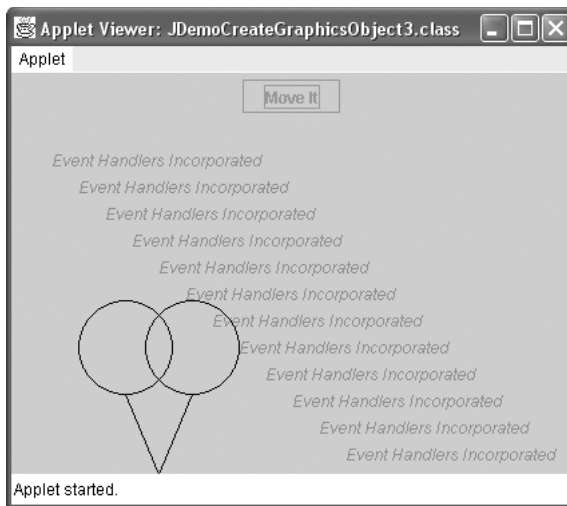 Applet Viewer: JDemoCreateGraphicsObject3.class
Applet
Move It
Event Handlers Incorporated
Event Handlers Incorporated
Event Handlers Incorporated
Event Handlers Incorporated
Event Handlers Incorporated
Event Handlers Incorporated
Event Handlers Incorporated
Event Handlers Incorporated
Event Handlers Incorporated
Event Handlers Incorporated
Event Handlers Incorporated
Event Handlers Incorporated
Applet started.